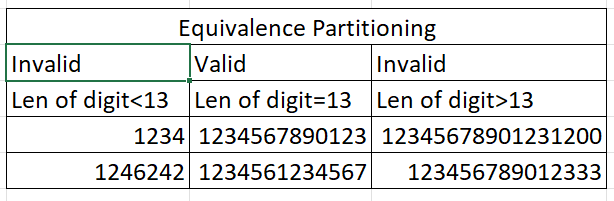 Equivalence Partitioning
Invalid Valid Invalid
Len of digit<13 Len of digit=13 Len of digit>13
1234 1234567890123 12345678901231200
1246242 1234561234567 123456789012333